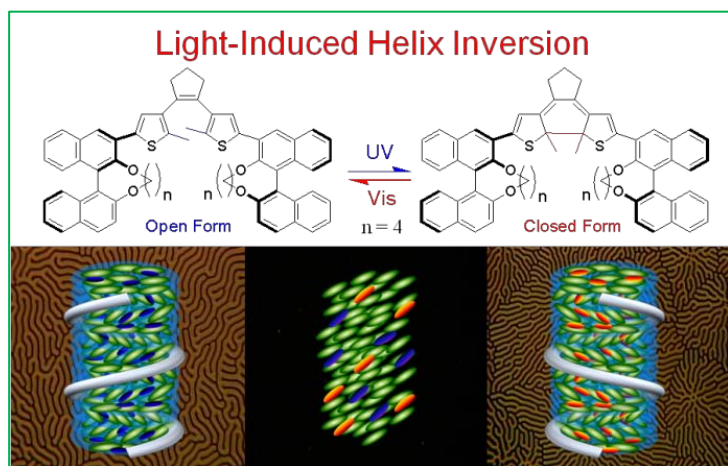 Light-Induced Helix Inversion
S S S S
UV
O O O O
n n Vis n n
O O O O
Open Form n = 4 Closed Form